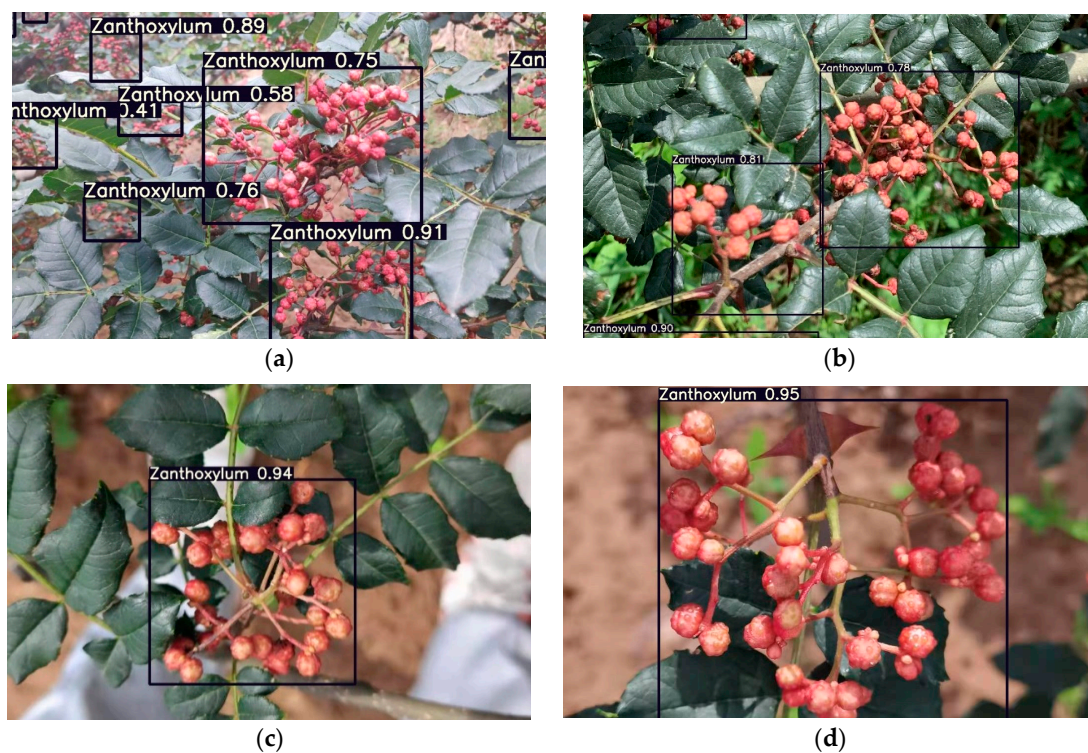 Zanthoxylum 0.89
Zanthoxylum 0.75
Zanthoxylum 0.58
nthoxylum 0.41
Zanthoxylum 0.76
Zanthoxylum 0.91
(a)
Zanthoxylum 0.78
Zanthoxylum 0.81
Zanthoxylum 0.90
(b)
Zanthoxylum 0.94
(c)
Zanthoxylum 0.95
(d)